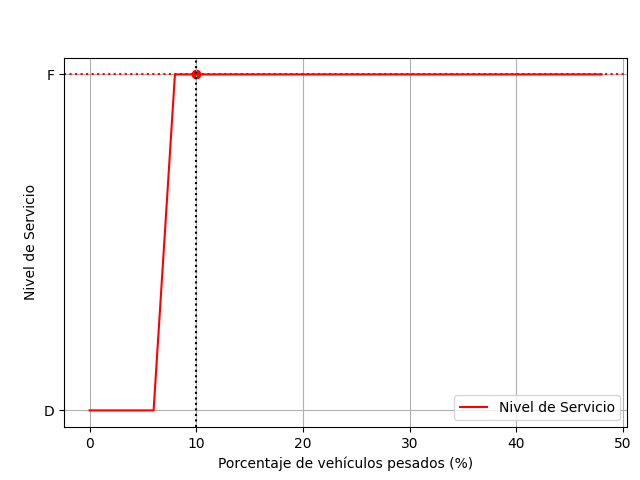 F
Nivel de Servicio
D
Nivel de Servicio
0 10 20 30 40 50
Porcentaje de vehículos pesados (%)